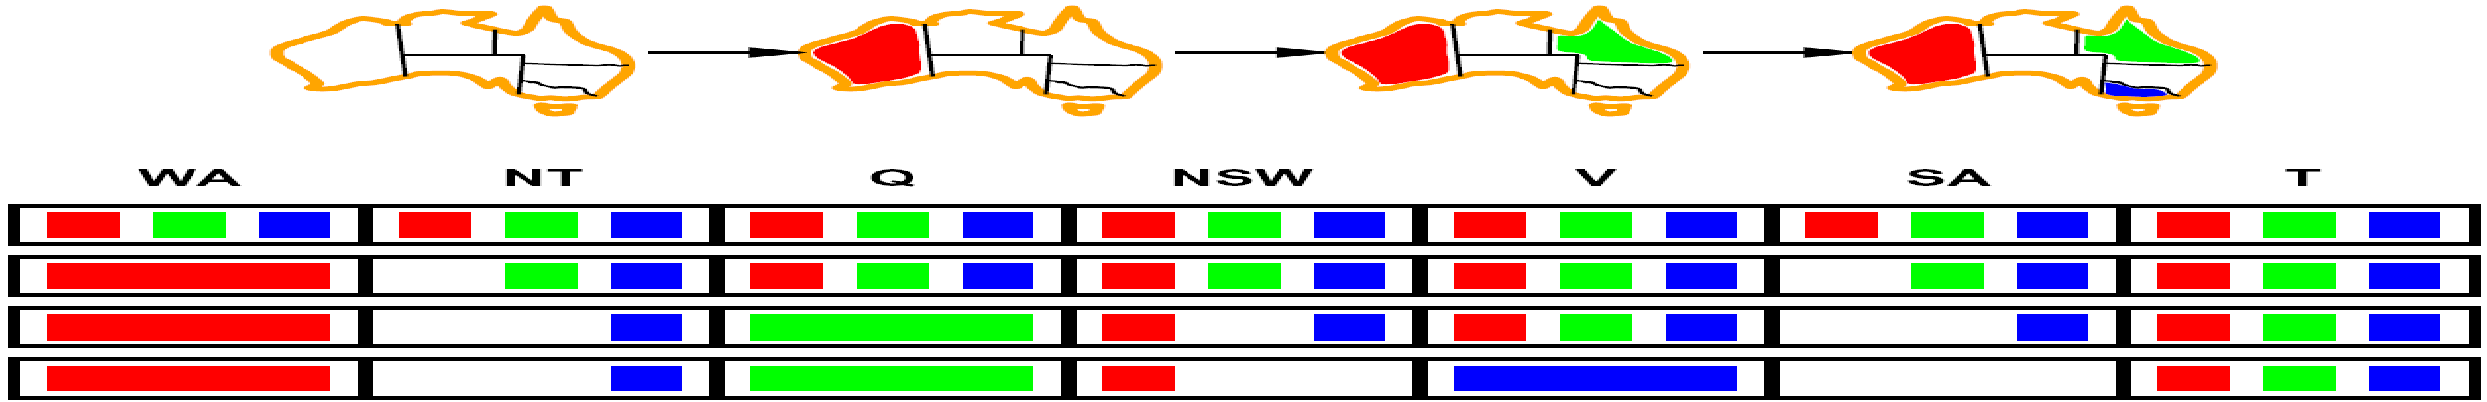 WA NT Q NSW V SA T